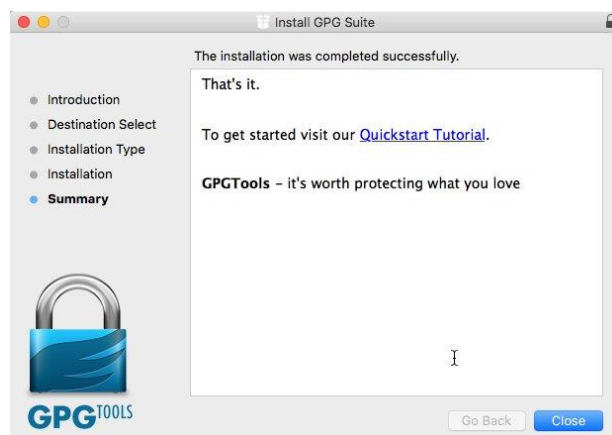 Install GPG Suite
The installation was completed successfully.
Introduction
Destination Select
Installation Type
Installation
Summary
That's it.
To get started visit our Quickstart Tutorial.
GPGTools – it's worth protecting what you love
GPGTOOLS
Go Back
Close